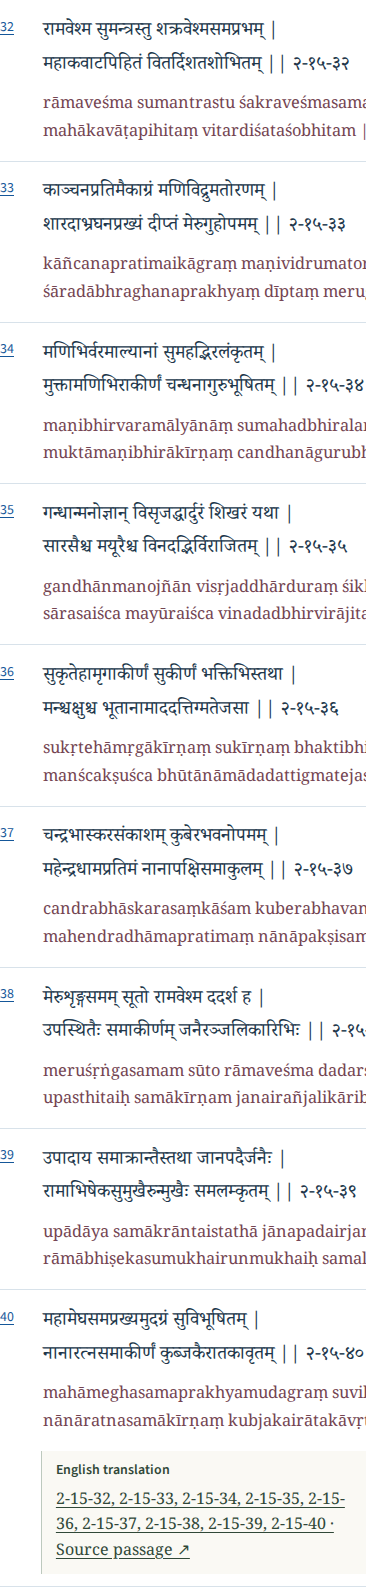 32
रामवेश्म सुमन्त्रस्तु शक्रवेश्मसमप्रभम् |
महाकवाटपिहितं वितर्दिशतशोभितम् || २-१५-३२
rāmaveśma sumantrastu śakraveśmasama
mahākavāṭapihitaṃ vitardiśataśobhitam |
33
काञ्चनप्रतिमैकाग्रं मणिविद्रुमतोरणम् |
शारदाभ्रघनप्रख्यं दीप्तं मेरुगुहोपमम् || २-१५-३३
kāñcanapratimaikāgraṃ maṇividrumator
śāradābhraghanaprakhyaṃ dīptaṃ meru
34
मणिभिर्वरमाल्यानां सुमहद्भिरलंकृतम् |
मुक्तामणिभिराकीर्णं चन्धनागुरुभूषितम् || २-१५-३४
maṇibhirvaramālyānāṃ sumahadbhirala
muktāmaṇibhirākīrṇaṃ candhanāgurubh
35
गन्धान्मनोज्ञान् विसृजद्धार्दुरं शिखरं यथा |
सारसैश्च मयूरैश्च विनदद्भिर्विराजितम् || २-१५-३५
gandhānmanojñān visṛjaddhārduraṃ śik
sārasaiśca mayūraiśca vinadadbhirvirājita
36
सुकृतेहामृगाकीर्णं सुकीर्णं भक्तिभिस्तथा |
मन्श्चक्षुश्च भूतानामाददत्तिग्मतेजसा || २-१५-३६
sukṛtehāmṛgākīrṇaṃ sukīrṇaṃ bhaktibhi
manścakṣuśca bhūtānāmādadattigmatejas
37
चन्द्रभास्करसंकाशम् कुबेरभवनोपमम् |
महेन्द्रधामप्रतिमं नानापक्षिसमाकुलम् || २-१५-३७
candrabhāskarasaṃkāśam kuberabhavan
mahendradhāmapratimaṃ nānāpakṣisam
38
मेरुशृङ्गसमम् सूतो रामवेश्म ददर्श ह |
उपस्थितैः समाकीर्णम् जनैरञ्जलिकारिभिः || २-१५-
meruśṛṅgasamam sūto rāmaveśma dadar
upasthitaiḥ samākīrṇam janairañjalikārib
39
उपादाय समाक्रान्तैस्तथा जानपदैर्जनैः |
रामाभिषेकसुमुखैरुन्मुखैः समलम्कृतम् || २-१५-३९
upādāya samākrāntaistathā jānapadairjan
rāmābhiṣekasumukhairunmukhaiḥ samal
40
महामेघसमप्रख्यमुदग्रं सुविभूषितम् |
नानारत्नसमाकीर्णं कुब्जकैरातकावृतम् || २-१५-४०
mahāmeghasamaprakhyamudagraṃ suvi
nānāratnasamākīrṇaṃ kubjakairātakāvṛ
English translation
2-15-32, 2-15-33, 2-15-34, 2-15-35, 2-15-
36, 2-15-37, 2-15-38, 2-15-39, 2-15-40 ·
Source passage ↗